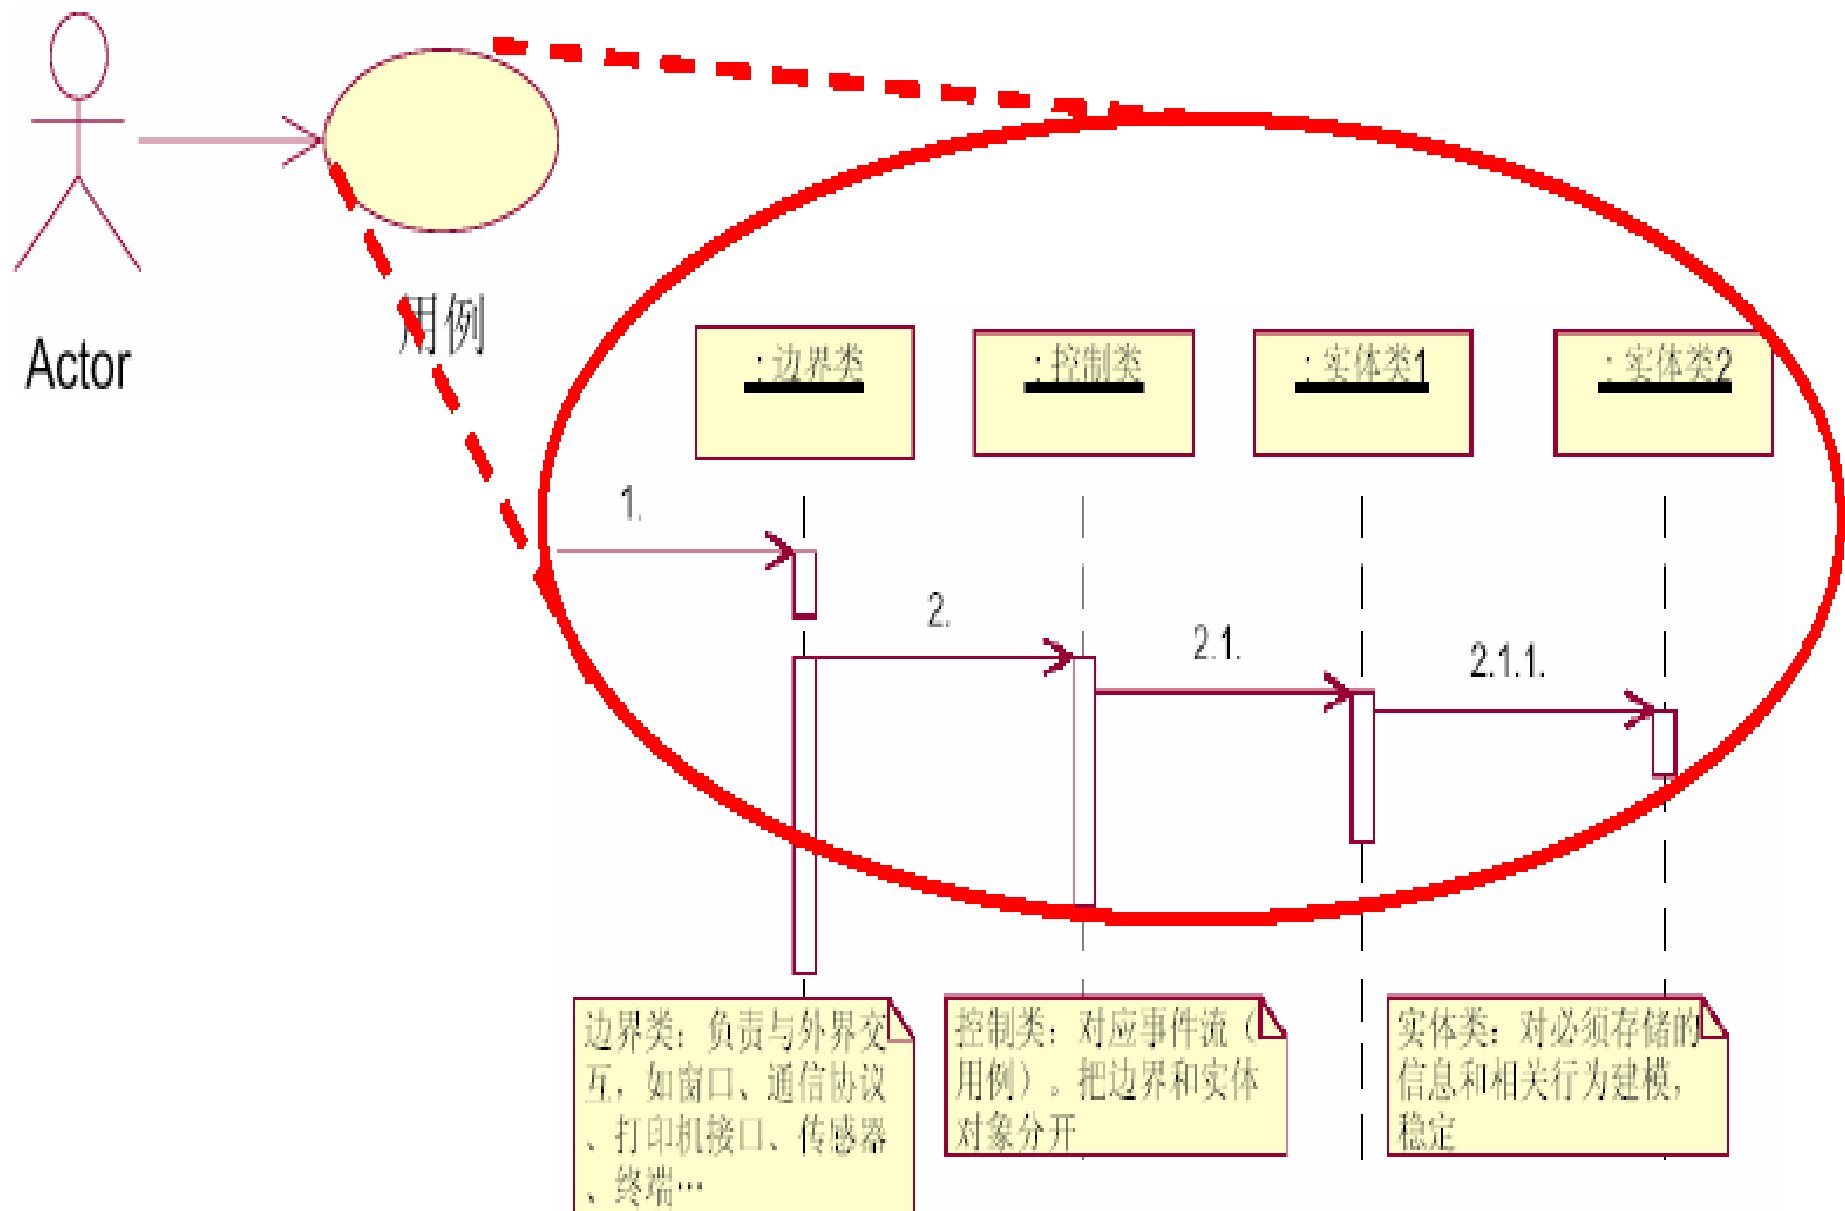 用例
Actor
:边界类
:控制类
:实体类1
:实体类2
1.
2.
2.1.
2.1.1.
边界类：负责与外界交
互，如窗口、通信协议
、打印机接口、传感器
、终端…
控制类：对应事件流（
用例）。把边界和实体
对象分开
实体类：对必须存储的
信息和相关行为建模，
稳定